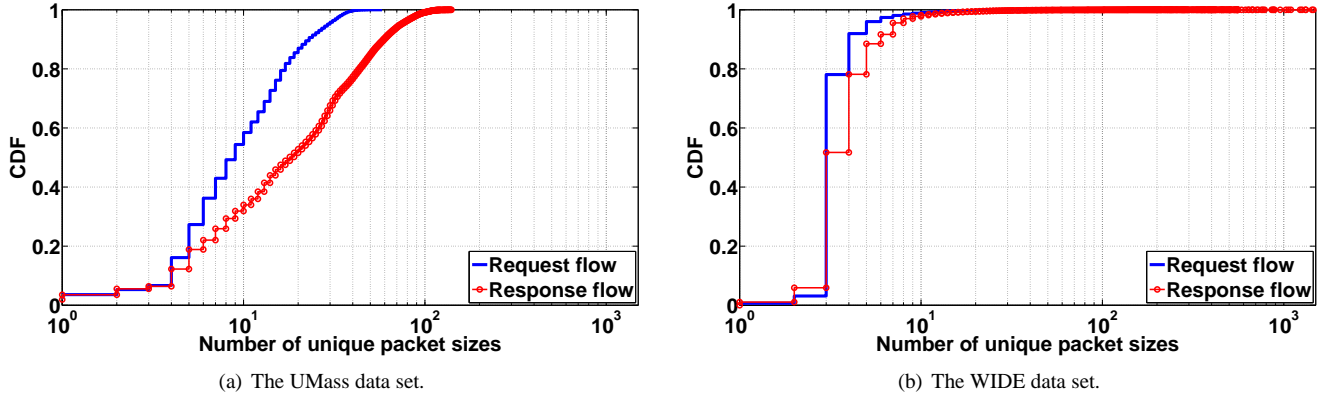 1
0.8
0.6
0.4
0.2
0
CDF
10^0
10^1
10^2
10^3
Number of unique packet sizes
Request flow
Response flow
(a) The UMass data set.
1
0.8
0.6
0.4
0.2
0
CDF
10^0
10^1
10^2
10^3
Number of unique packet sizes
Request flow
Response flow
(b) The WIDE data set.